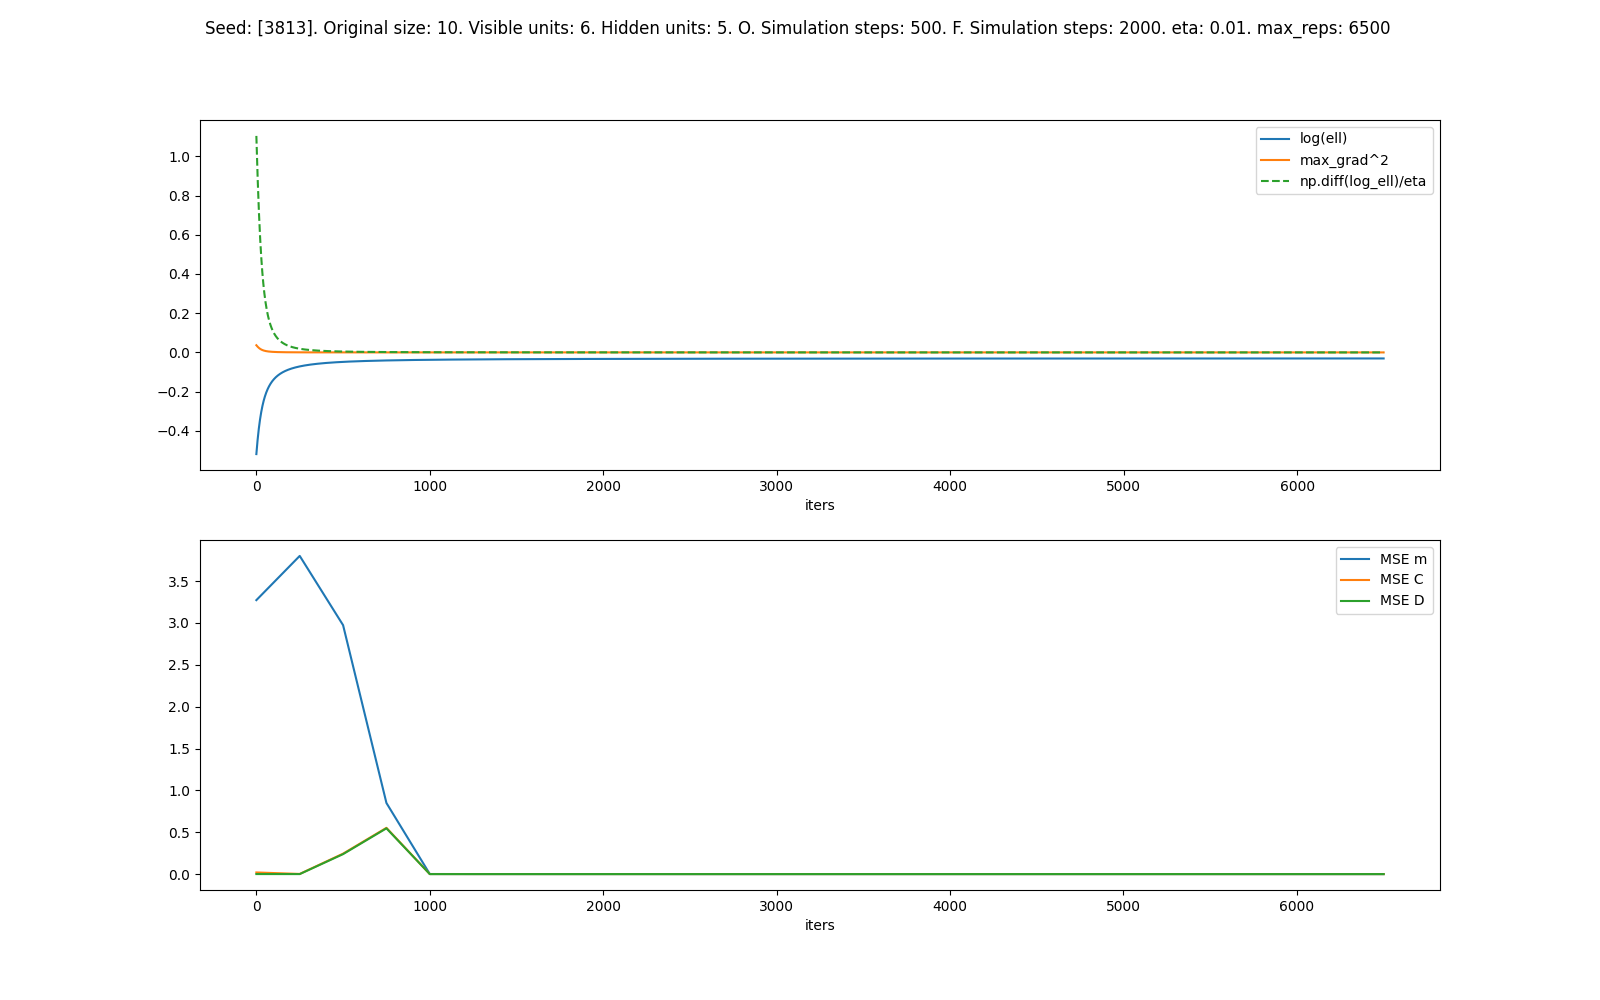 Seed: [3813]. Original size: 10. Visible units: 6. Hidden units: 5. O. Simulation steps: 500. F. Simulation steps: 2000. eta: 0.01. max_reps: 6500
log(ell)
max_grad^2
np.diff(log_ell)/eta
1.0
0.8
0.6
0.4
0.2
0.0
−0.2
−0.4
0 1000 2000 3000 4000 5000 6000
iters
MSE m
MSE C
MSE D
3.5
3.0
2.5
2.0
1.5
1.0
0.5
0.0
0 1000 2000 3000 4000 5000 6000
iters